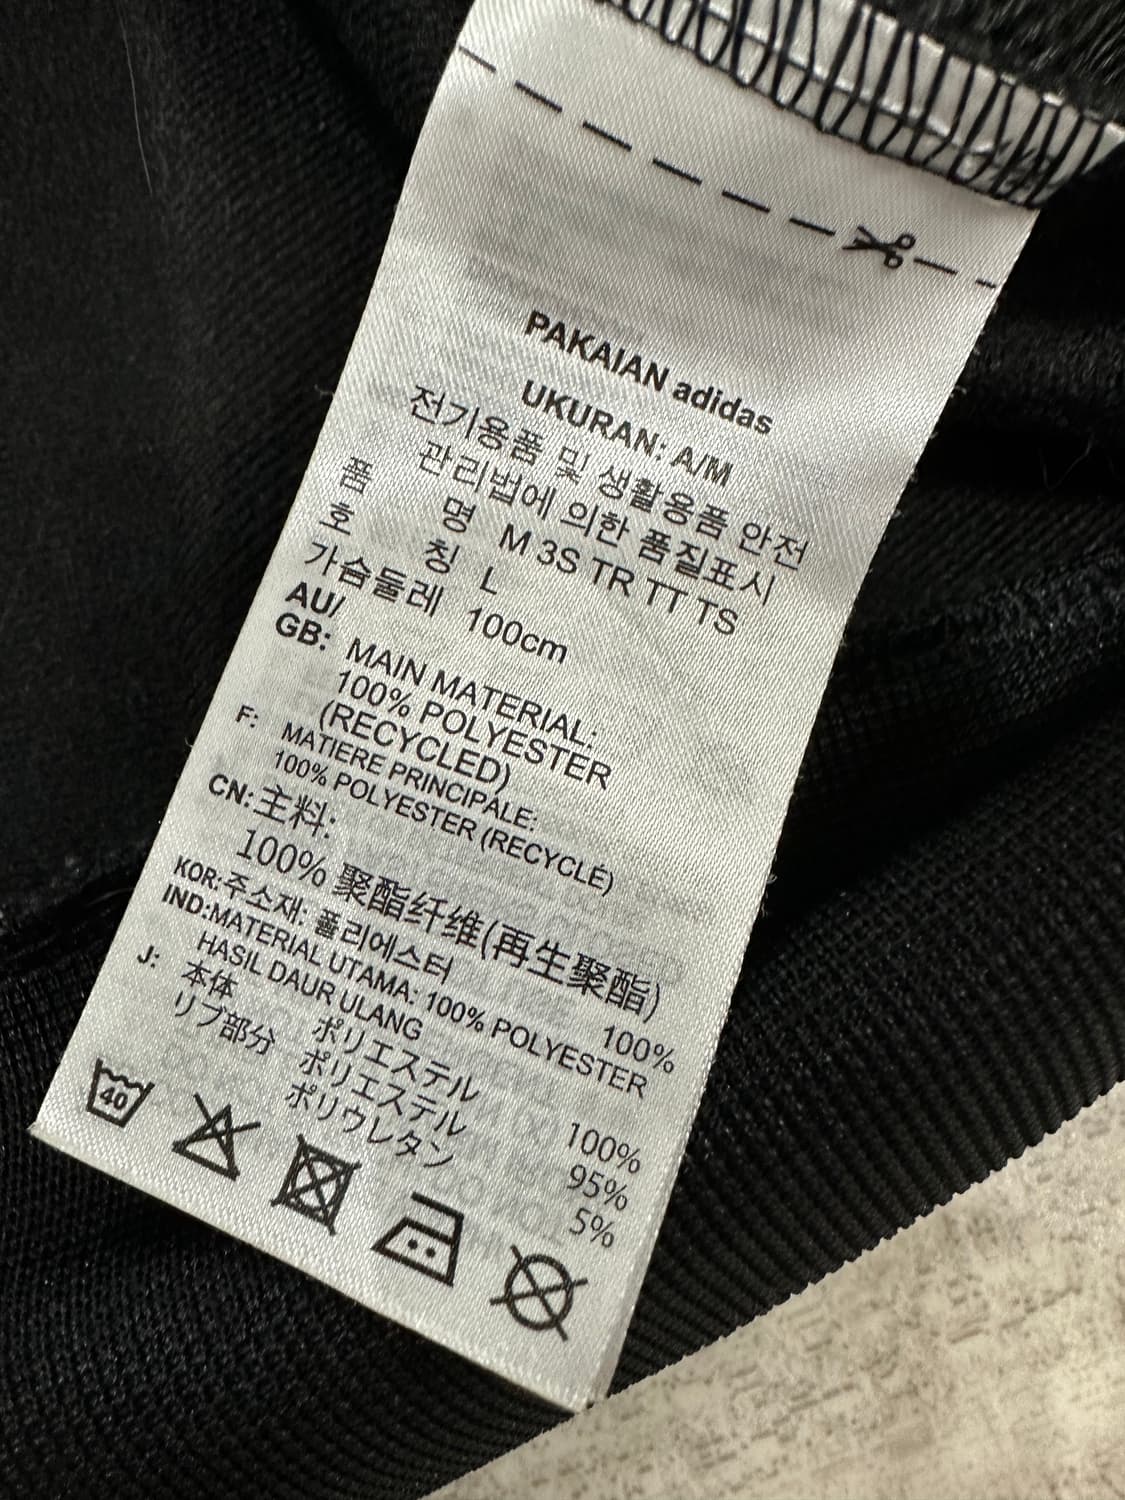 PAKAIAN adidas
UKURAN: A/M
전기용품 및 생활용품 안전
관리법에 의한 품질표시
품 명 M 3S TR TT TS
호 칭 L
가슴둘레 100cm
AU/
GB: MAIN MATERIAL:
100% POLYESTER
(RECYCLED)
F: MATIERE PRINCIPALE:
100% POLYESTER (RECYCLÉ)
CN: 主料:
100% 聚酯纤维(再生聚酯)
KOR: 주소재: 폴리에스터 100%
IND:MATERIAL UTAMA: 100% POLYESTER
HASIL DAUR ULANG
J: 本体 ポリエステル 100%
リブ部分 ポリエステル 95%
ポリウレタン 5%
40